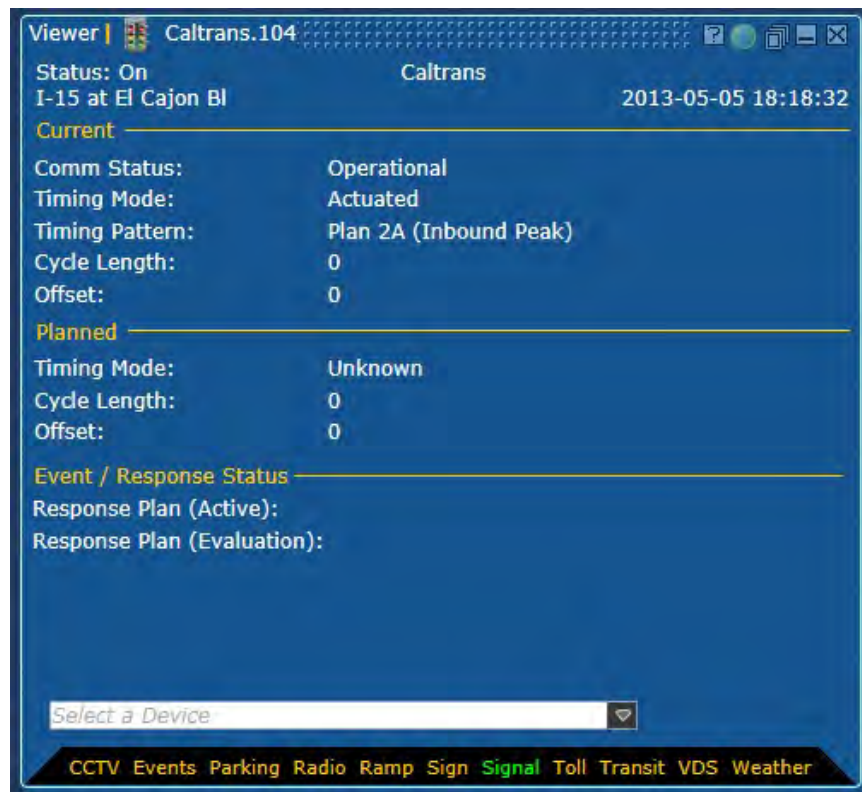 Viewer | Caltrans.104
Status: On Caltrans
I-15 at El Cajon Bl 2013-05-05 18:18:32
Current
Comm Status: Operational
Timing Mode: Actuated
Timing Pattern: Plan 2A (Inbound Peak)
Cycle Length: 0
Offset: 0
Planned
Timing Mode: Unknown
Cycle Length: 0
Offset: 0
Event / Response Status
Response Plan (Active):
Response Plan (Evaluation):
Select a Device
CCTV Events Parking Radio Ramp Sign Signal Toll Transit VDS Weather